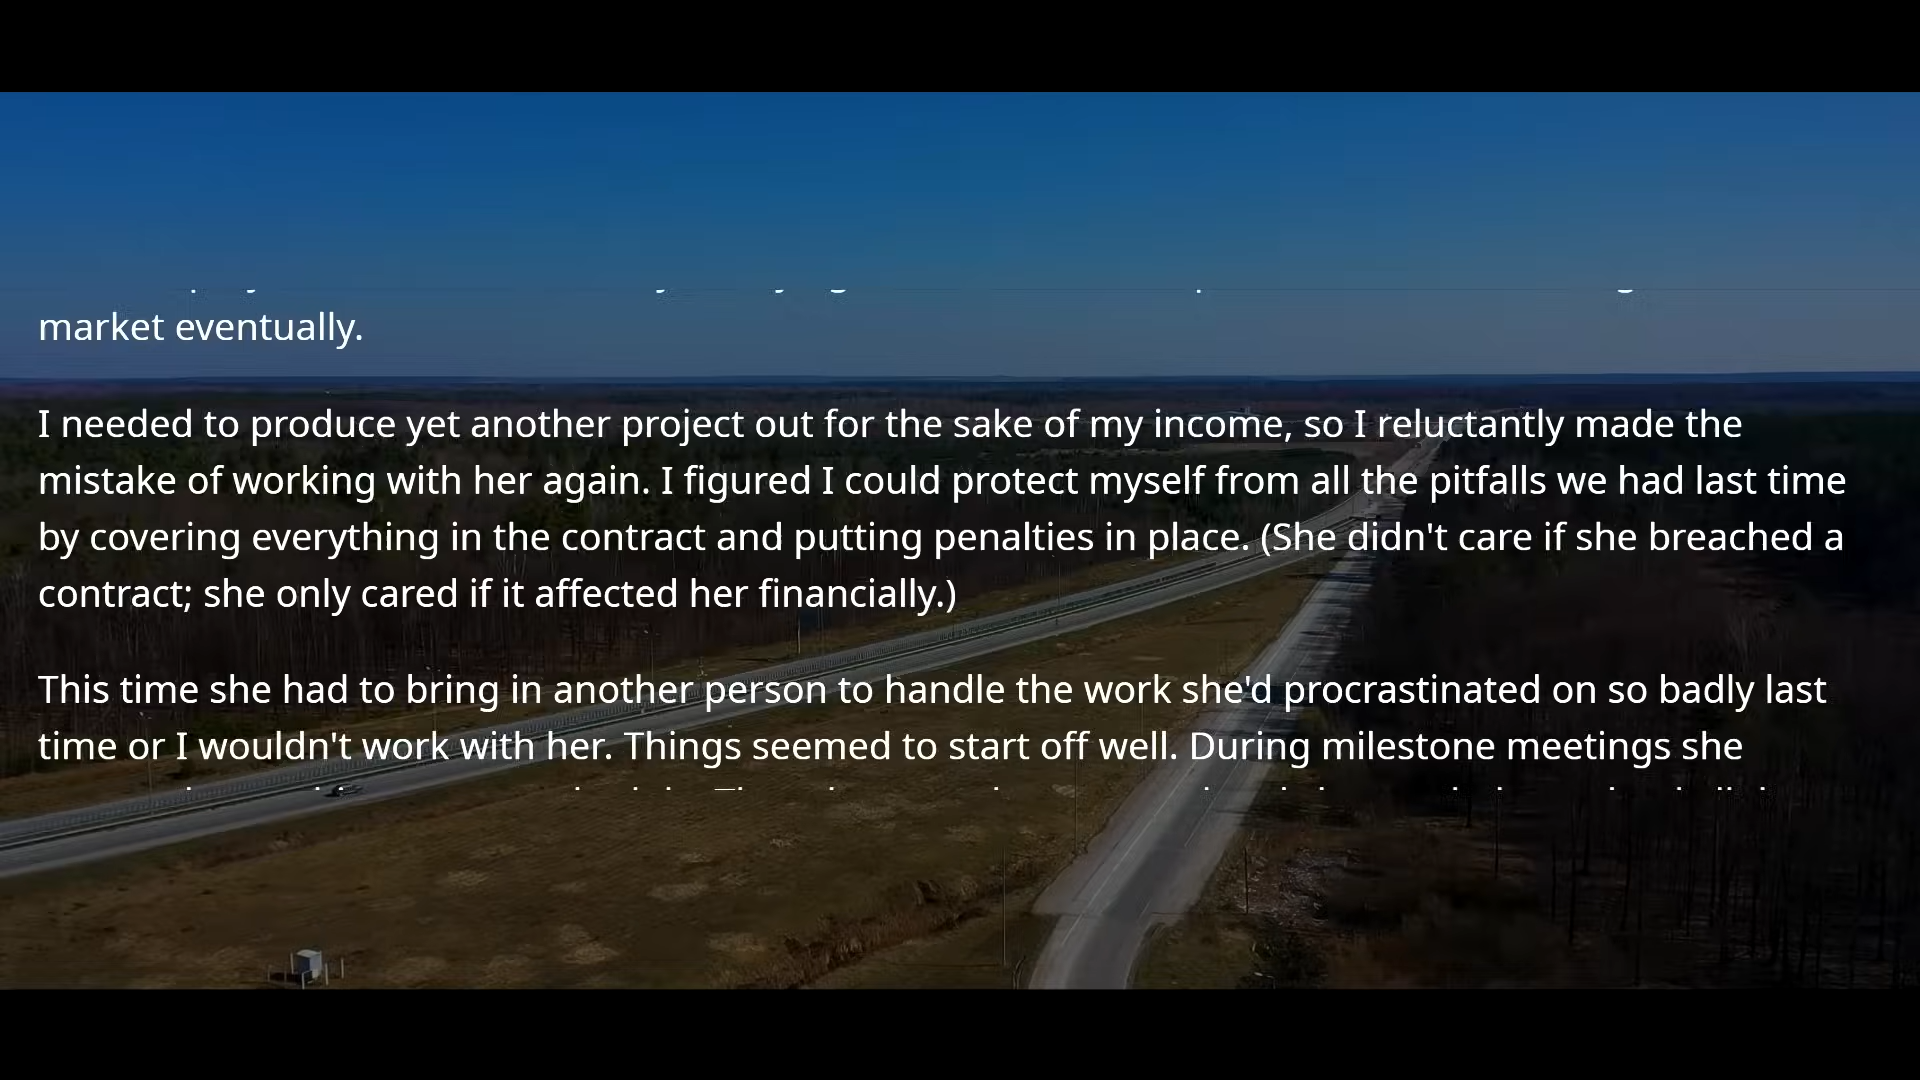 market eventually.
I needed to produce yet another project out for the sake of my income, so I reluctantly made the
mistake of working with her again. I figured I could protect myself from all the pitfalls we had last time
by covering everything in the contract and putting penalties in place. (She didn't care if she breached a
contract; she only cared if it affected her financially.)
This time she had to bring in another person to handle the work she'd procrastinated on so badly last
time or I wouldn't work with her. Things seemed to start off well. During milestone meetings she